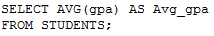 SELECT AVG(gpa) AS Avg_gpa
FROM STUDENTS;